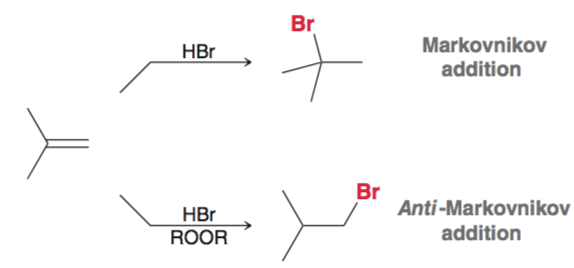 Br
HBr
Markovnikov
addition
Br
HBr
ROOR
Anti-Markovnikov
addition